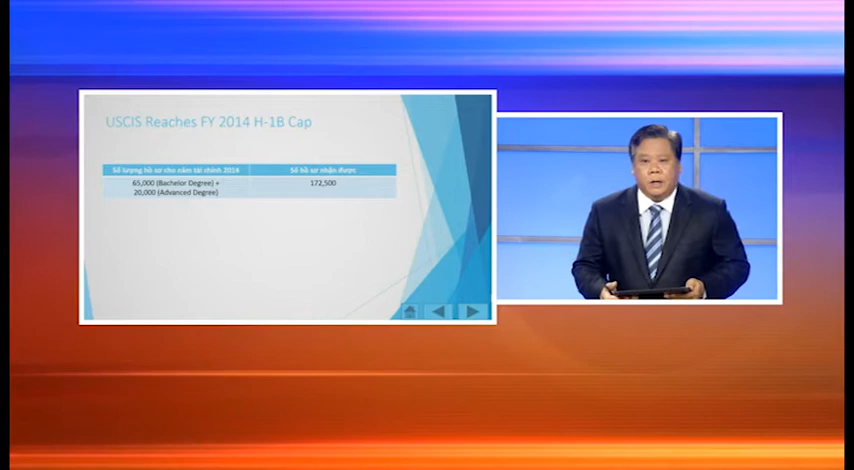 USCIS Reaches FY 2014 H-1B Cap
Số lượng hồ sơ cho năm tài chính 2014
Số hồ sơ nhận được
65,000 (Bachelor Degree) +
20,000 (Advanced Degree)
172,500